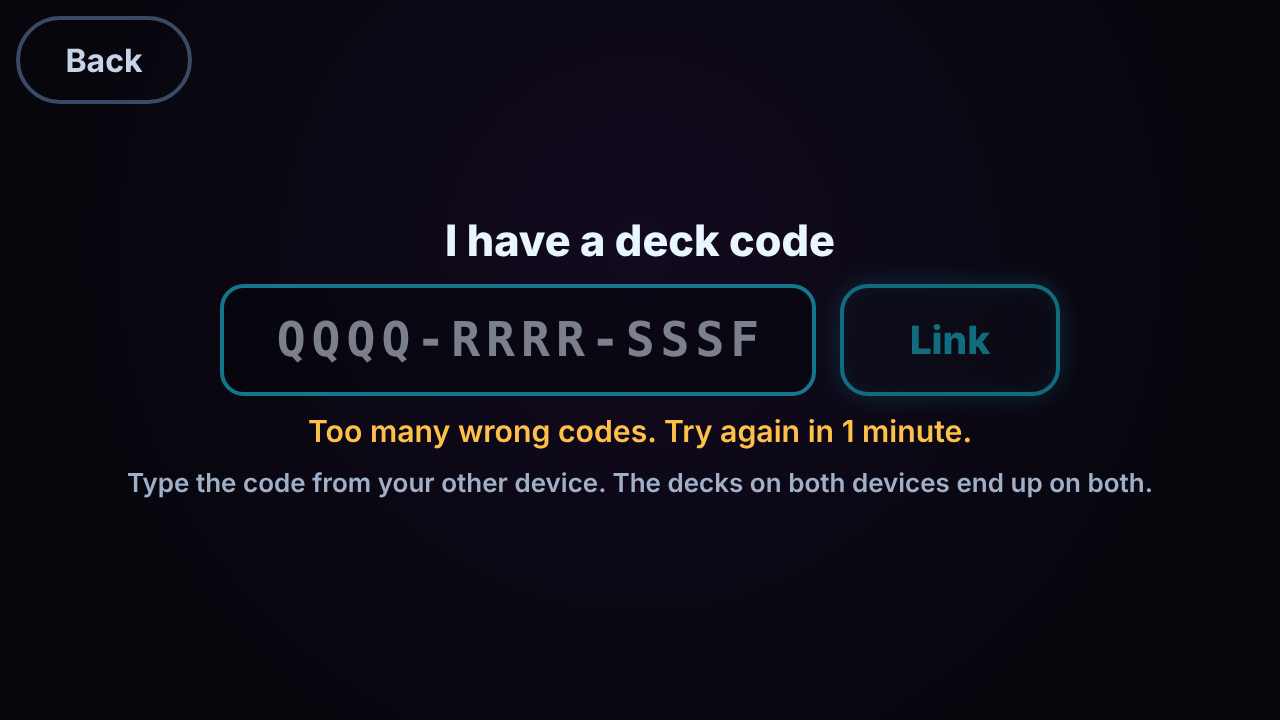 Back
I have a deck code
QQQQ-RRRR-SSSF
Link
Too many wrong codes. Try again in 1 minute.
Type the code from your other device. The decks on both devices end up on both.